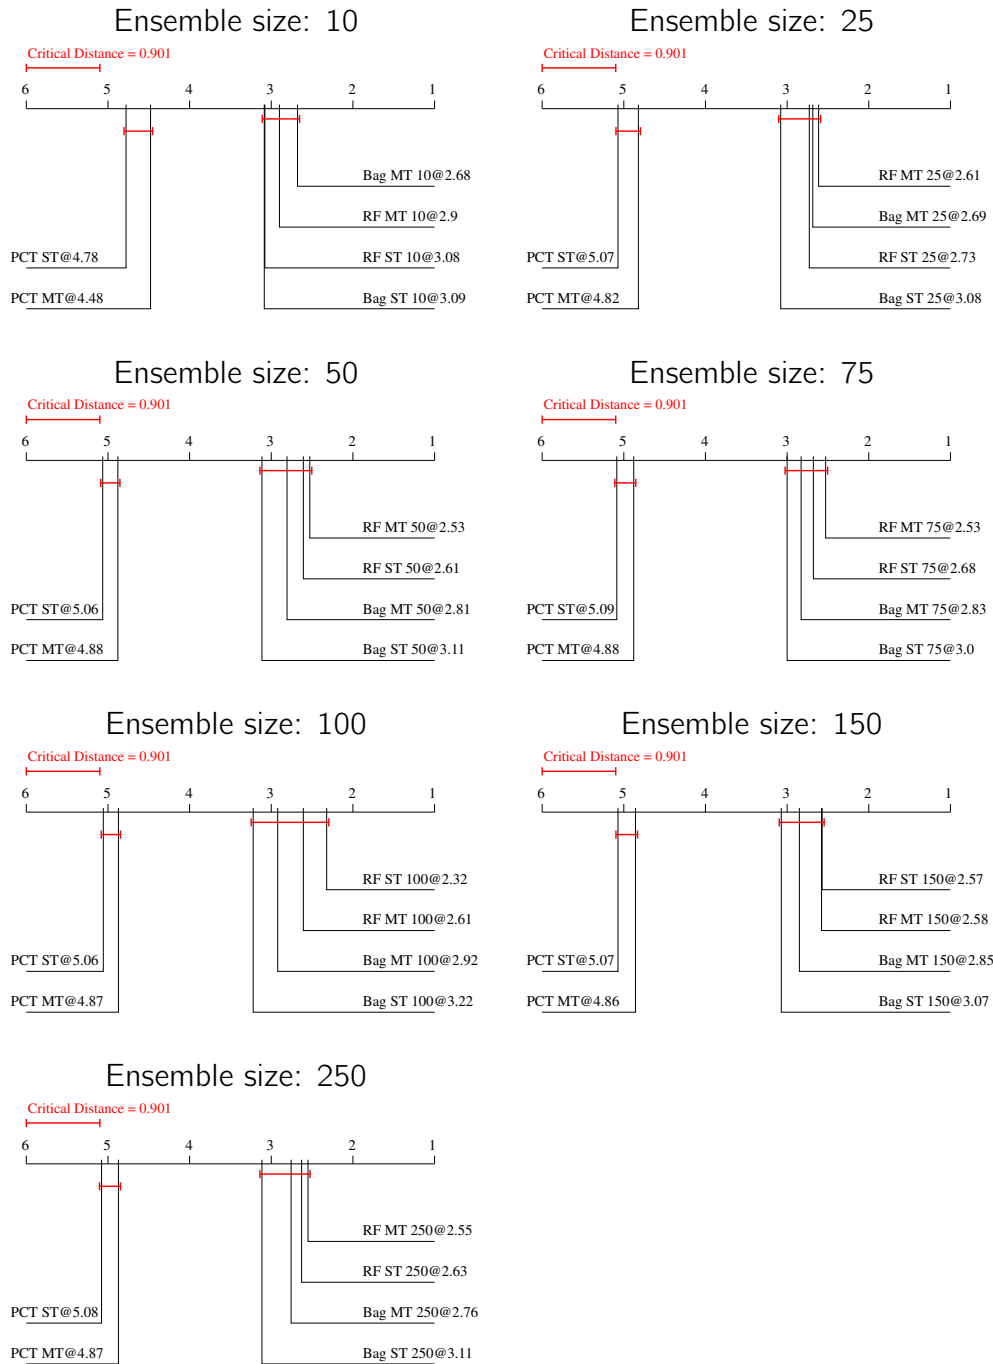 Ensemble size: 10
Critical Distance = 0.901
6 5 4 3 2 1
Bag MT 10@2.68
RF MT 10@2.9
PCT ST@4.78 RF ST 10@3.08
PCT MT@4.48 Bag ST 10@3.09
Ensemble size: 25
Critical Distance = 0.901
6 5 4 3 2 1
RF MT 25@2.61
Bag MT 25@2.69
PCT ST@5.07 RF ST 25@2.73
PCT MT@4.82 Bag ST 25@3.08
Ensemble size: 50
Critical Distance = 0.901
6 5 4 3 2 1
RF MT 50@2.53
RF ST 50@2.61
PCT ST@5.06 Bag MT 50@2.81
PCT MT@4.88 Bag ST 50@3.11
Ensemble size: 75
Critical Distance = 0.901
6 5 4 3 2 1
RF MT 75@2.53
RF ST 75@2.68
PCT ST@5.09 Bag MT 75@2.83
PCT MT@4.88 Bag ST 75@3.0
Ensemble size: 100
Critical Distance = 0.901
6 5 4 3 2 1
RF ST 100@2.32
RF MT 100@2.61
PCT ST@5.06 Bag MT 100@2.92
PCT MT@4.87 Bag ST 100@3.22
Ensemble size: 150
Critical Distance = 0.901
6 5 4 3 2 1
RF ST 150@2.57
RF MT 150@2.58
PCT ST@5.07 Bag MT 150@2.85
PCT MT@4.86 Bag ST 150@3.07
Ensemble size: 250
Critical Distance = 0.901
6 5 4 3 2 1
RF MT 250@2.55
RF ST 250@2.63
PCT ST@5.08 Bag MT 250@2.76
PCT MT@4.87 Bag ST 250@3.11